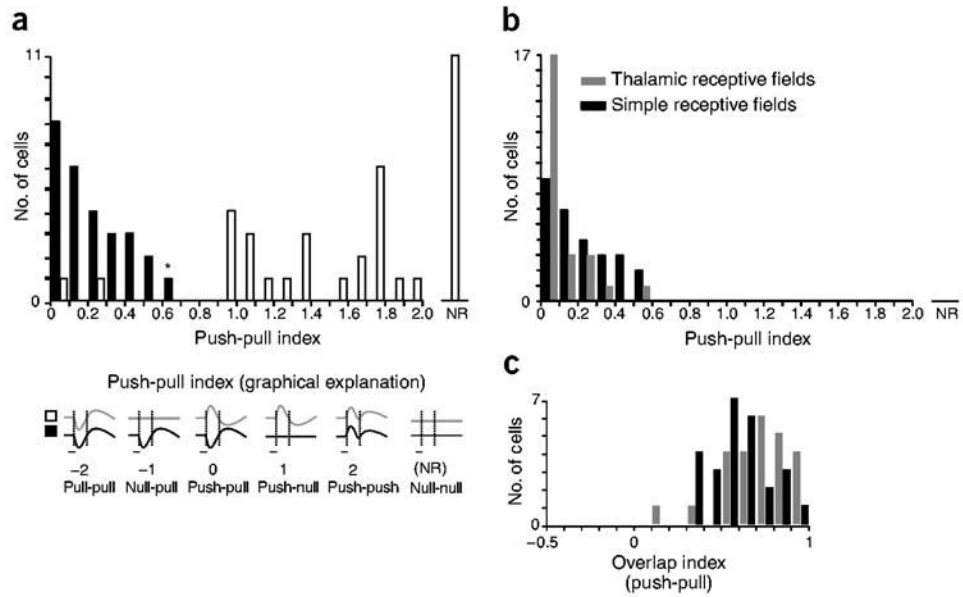 a
11
No. of cells
*
0
0 0.2 0.4 0.6 0.8 1.0 1.2 1.4 1.6 1.8 2.0 NR
Push-pull index
Push-pull index (graphical explanation)
−2 −1 0 1 2 (NR)
Pull-pull Null-pull Push-pull Push-null Push-push Null-null
b
17
No. of cells
Thalamic receptive fields
Simple receptive fields
0
0 0.2 0.4 0.6 0.8 1.0 1.2 1.4 1.6 1.8 2.0 NR
Push-pull index
c
7
No. of cells
0
−0.5 0 1
Overlap index
(push-pull)